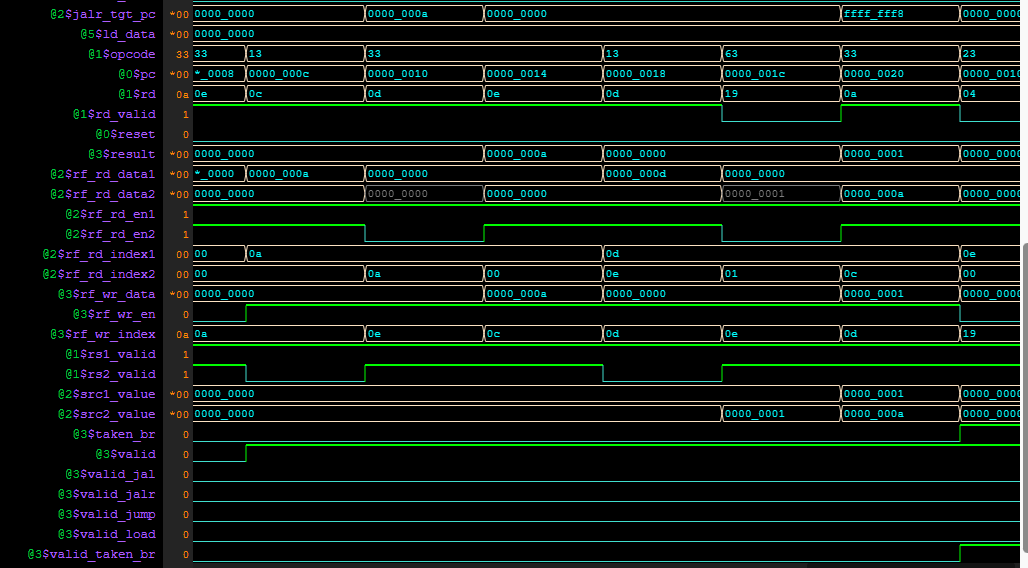 @2$jalr_tgt_pc *00 0000_0000 0000_000a 0000_0000 ffff_fff8 0000_0000
@5$ld_data *00 0000_0000
@1$opcode 33 33 13 33 13 63 33 23
@0$pc *00 *_0008 0000_000c 0000_0010 0000_0014 0000_0018 0000_001c 0000_0020 0000_0010
@1$rd 0a 0e 0c 0d 0e 0d 19 0a 04
@1$rd_valid 1
@0$reset 0
@3$result *00 0000_0000 0000_000a 0000_0000 0000_0001 0000_0000
@2$rf_rd_data1 *00 *_0000 0000_000a 0000_0000 0000_000d 0000_0000
@2$rf_rd_data2 *00 0000_0000 0000_0000 0000_0000 0000_0001 0000_000a 0000_0000
@2$rf_rd_en1 1
@2$rf_rd_en2 1
@2$rf_rd_index1 00 00 0a 0d 0e
@2$rf_rd_index2 00 00 0a 00 0e 01 0c 00
@3$rf_wr_data *00 0000_0000 0000_000a 0000_0000 0000_0001 0000_0000
@3$rf_wr_en 0
@3$rf_wr_index 0a 0a 0e 0c 0d 0e 0d 19
@1$rs1_valid 1
@1$rs2_valid 1
@2$src1_value *00 0000_0000 0000_0001 0000_0000
@2$src2_value *00 0000_0000 0000_0001 0000_000a 0000_0000
@3$taken_br 0
@3$valid 0
@3$valid_jal 0
@3$valid_jalr 0
@3$valid_jump 0
@3$valid_load 0
@3$valid_taken_br 0